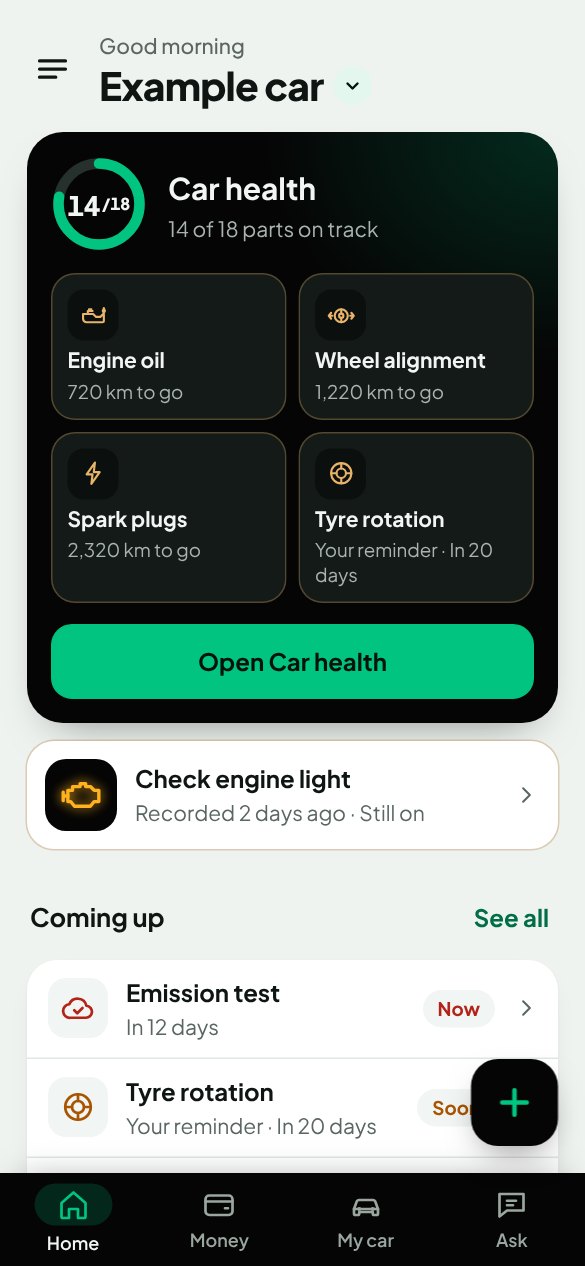 Good morning
Example car
14/18
Car health
14 of 18 parts on track
Engine oil
720 km to go
Wheel alignment
1,220 km to go
Spark plugs
2,320 km to go
Tyre rotation
Your reminder · In 20
days
Open Car health
Check engine light
Recorded 2 days ago · Still on
Coming up
See all
Emission test
In 12 days
Now
Tyre rotation
Your reminder · In 20 days
Home
Money
My car
Ask